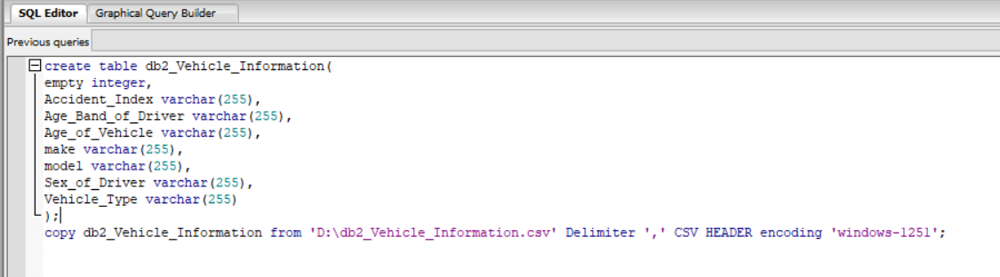 SQL Editor Graphical Query Builder
Previous queries
create table db2_Vehicle_Information(
empty integer,
Accident_Index varchar(255),
Age_Band_of_Driver varchar(255),
Age_of_Vehicle varchar(255),
make varchar(255),
model varchar(255),
Sex_of_Driver varchar(255),
Vehicle_Type varchar(255)
);
copy db2_Vehicle_Information from 'D:\db2_Vehicle_Information.csv' Delimiter ',' CSV HEADER encoding 'windows-1251';